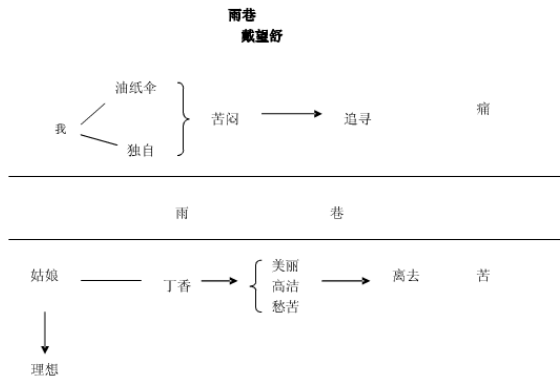 雨巷
戴望舒
油纸伞
我
苦闷
追寻
痛
独自
雨 巷
姑娘
丁香
美丽
高洁
愁苦
离去
苦
理想